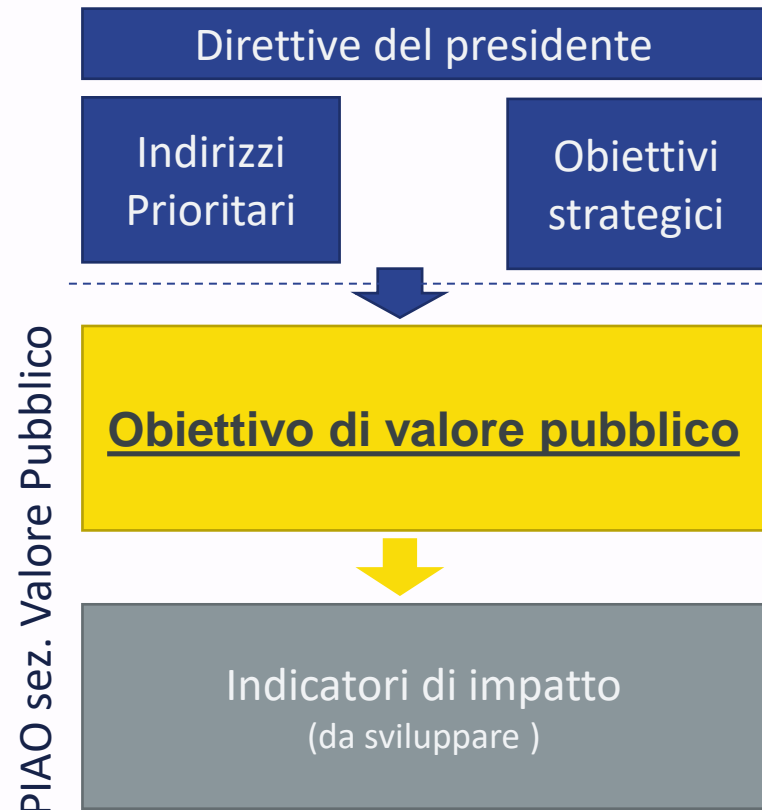 Direttive del presidente
Indirizzi
Prioritari
Obiettivi
strategici
PIAO sez. Valore Pubblico
Obiettivo di valore pubblico
Indicatori di impatto
(da sviluppare )